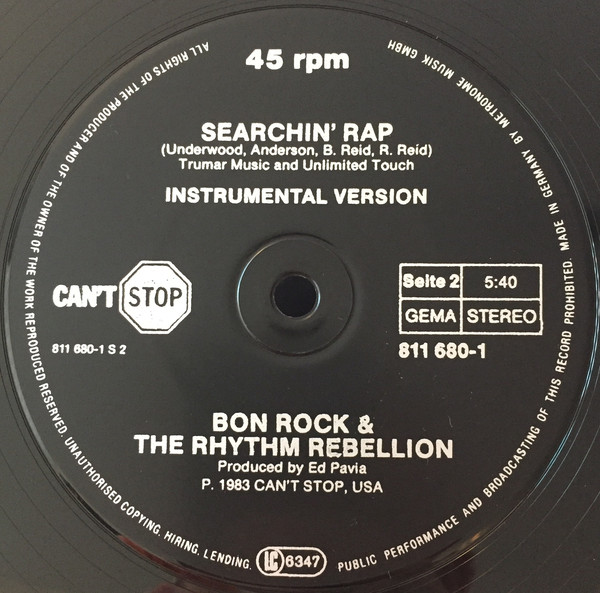 45 rpm
SEARCHIN' RAP
(Underwood, Anderson, B. Reid, R. Reid)
Trumar Music and Unlimited Touch
INSTRUMENTAL VERSION
CAN'T STOP
811 680-1 S 2
Seite 2 5:40
GEMA STEREO
811 680-1
BON ROCK &
THE RHYTHM REBELLION
Produced by Ed Pavia
P. 1983 CAN'T STOP, USA
LC 6347
ALL RIGHTS OF THE PRODUCER AND OF THE OWNER OF THE WORK REPRODUCED RESERVED. UNAUTHORISED COPYING. HIRING. LENDING. PUBLIC PERFORMANCE AND BROADCASTING OF THIS RECORD PROHIBITED. MADE IN GERMANY BY METRONOME MUSIK GMBH